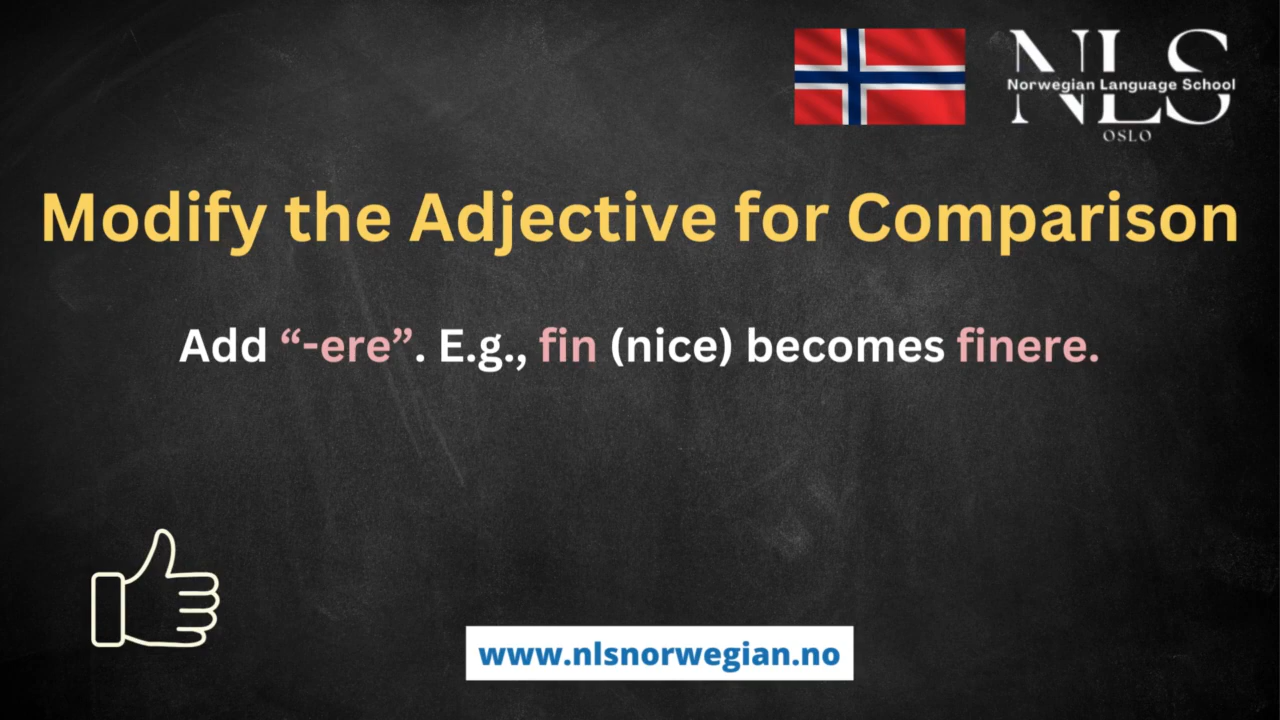 NLS
Norwegian Language School
OSLO
Modify the Adjective for Comparison
Add “-ere”. E.g., fin (nice) becomes finere.
www.nlsnorwegian.no